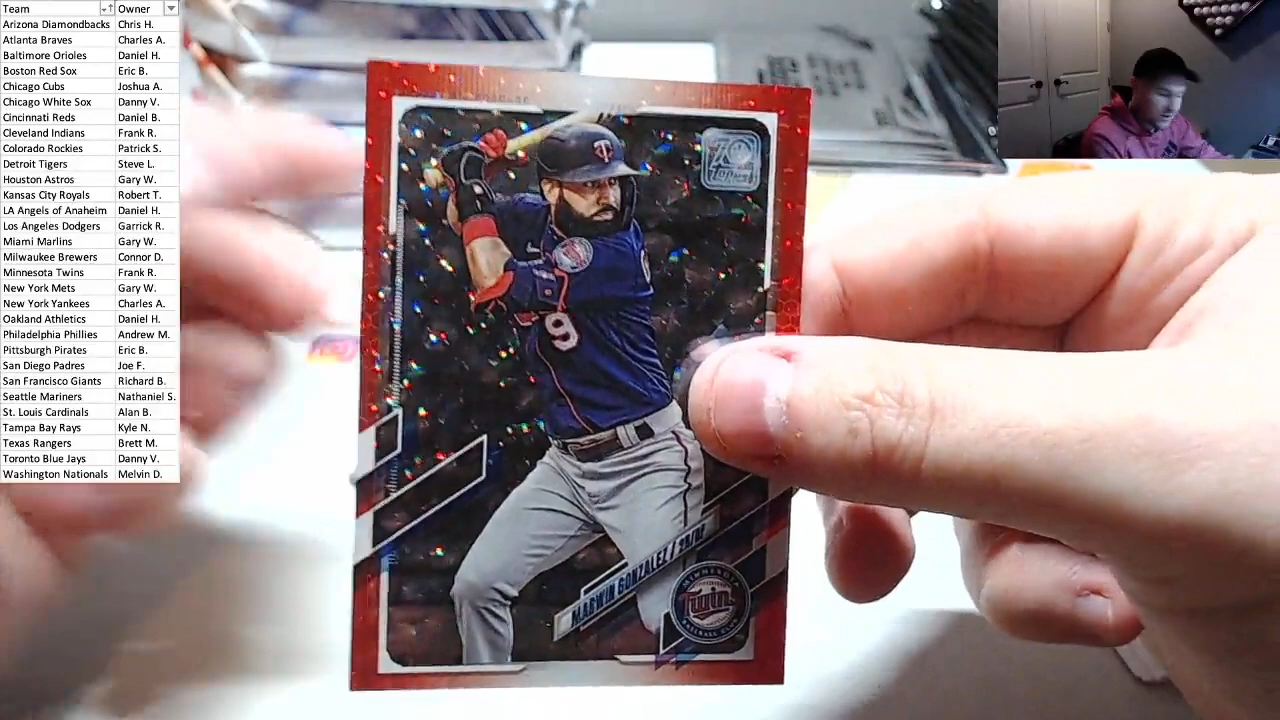 Team Owner
Arizona Diamondbacks Chris H.
Atlanta Braves Charles A.
Baltimore Orioles Daniel H.
Boston Red Sox Eric B.
Chicago Cubs Joshua A.
Chicago White Sox Danny V.
Cincinnati Reds Daniel B.
Cleveland Indians Frank R.
Colorado Rockies Patrick S.
Detroit Tigers Steve L.
Houston Astros Gary W.
Kansas City Royals Robert T.
LA Angels of Anaheim Daniel H.
Los Angeles Dodgers Garrick R.
Miami Marlins Gary W.
Milwaukee Brewers Connor D.
Minnesota Twins Frank R.
New York Mets Gary W.
New York Yankees Charles A.
Oakland Athletics Daniel H.
Philadelphia Phillies Andrew M.
Pittsburgh Pirates Eric B.
San Diego Padres Joe F.
San Francisco Giants Richard B.
Seattle Mariners Nathaniel S.
St. Louis Cardinals Alan B.
Tampa Bay Rays Kyle N.
Texas Rangers Brett M.
Toronto Blue Jays Danny V.
Washington Nationals Melvin D.
T
70
Topps
9
MARWIN GONZALEZ / 2B/OF
MINNESOTA
Twins
BASEBALL CLUB